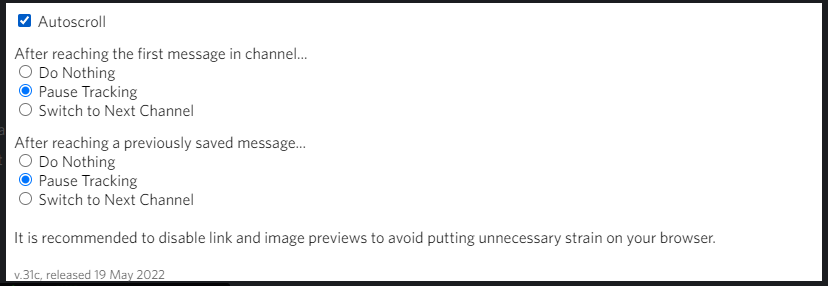 Autoscroll
After reaching the first message in channel...
Do Nothing
Pause Tracking
Switch to Next Channel
After reaching a previously saved message...
Do Nothing
Pause Tracking
Switch to Next Channel
It is recommended to disable link and image previews to avoid putting unnecessary strain on your browser.
v.31c, released 19 May 2022